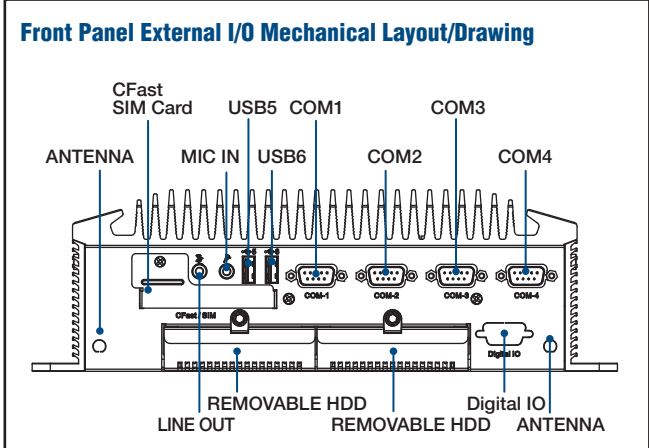 Front Panel External I/O Mechanical Layout/Drawing
CFast
SIM Card
USB5
COM1
COM3
ANTENNA
MIC IN
USB6
COM2
COM4
COM-1
COM-2
COM-3
COM-4
CFast / SIM
Digital IO
REMOVABLE HDD
Digital IO
LINE OUT
REMOVABLE HDD
ANTENNA